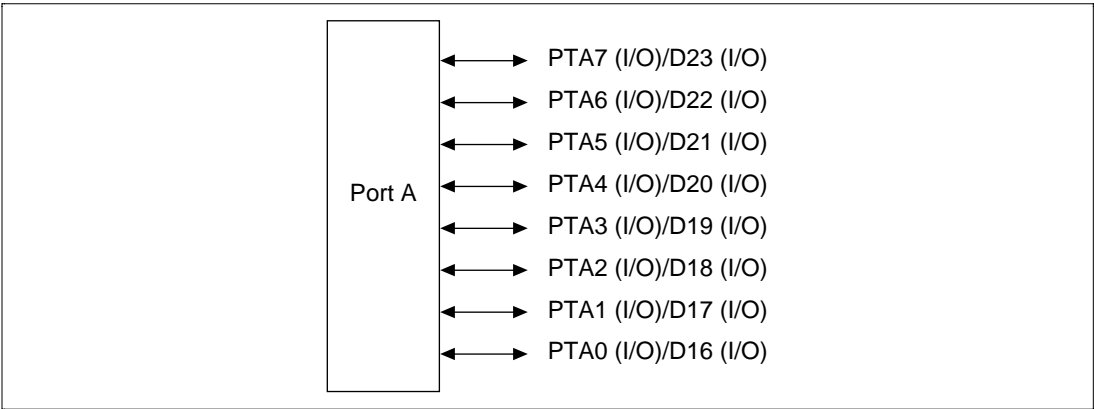 PTA7 (I/O)/D23 (I/O)
PTA6 (I/O)/D22 (I/O)
PTA5 (I/O)/D21 (I/O)
Port A
PTA4 (I/O)/D20 (I/O)
PTA3 (I/O)/D19 (I/O)
PTA2 (I/O)/D18 (I/O)
PTA1 (I/O)/D17 (I/O)
PTA0 (I/O)/D16 (I/O)